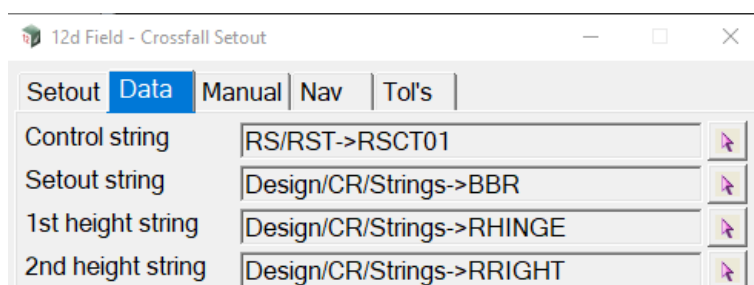 12d Field - Crossfall Setout
Setout Data Manual Nav Tol's
Control string RS/RST->RSCT01
Setout string Design/CR/Strings->BBR
1st height string Design/CR/Strings->RHINGE
2nd height string Design/CR/Strings->RRIGHT